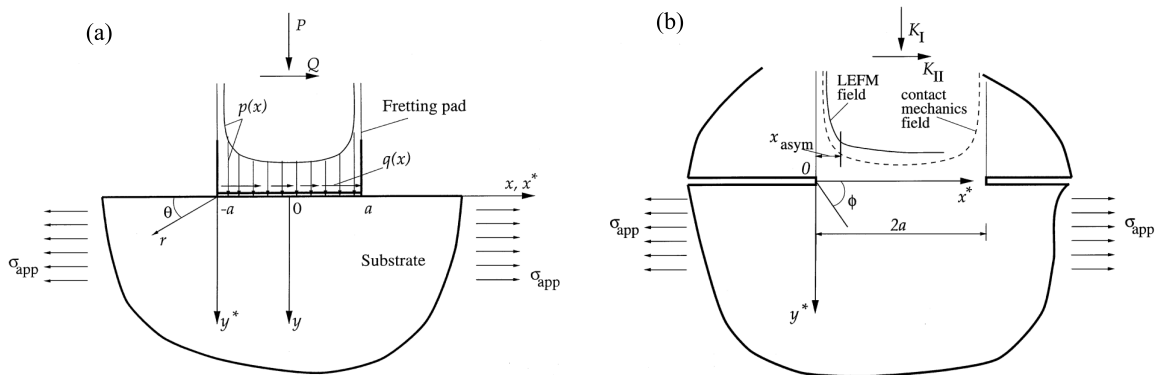 (a)
P
Q
p(x)
Fretting pad
q(x)
x, x*
θ
-a
0
a
r
σapp
Substrate
σapp
y*
y
(b)
KI
KII
LEFM
field
contact
mechanics
field
xasym
0
x*
ϕ
2a
σapp
σapp
y*